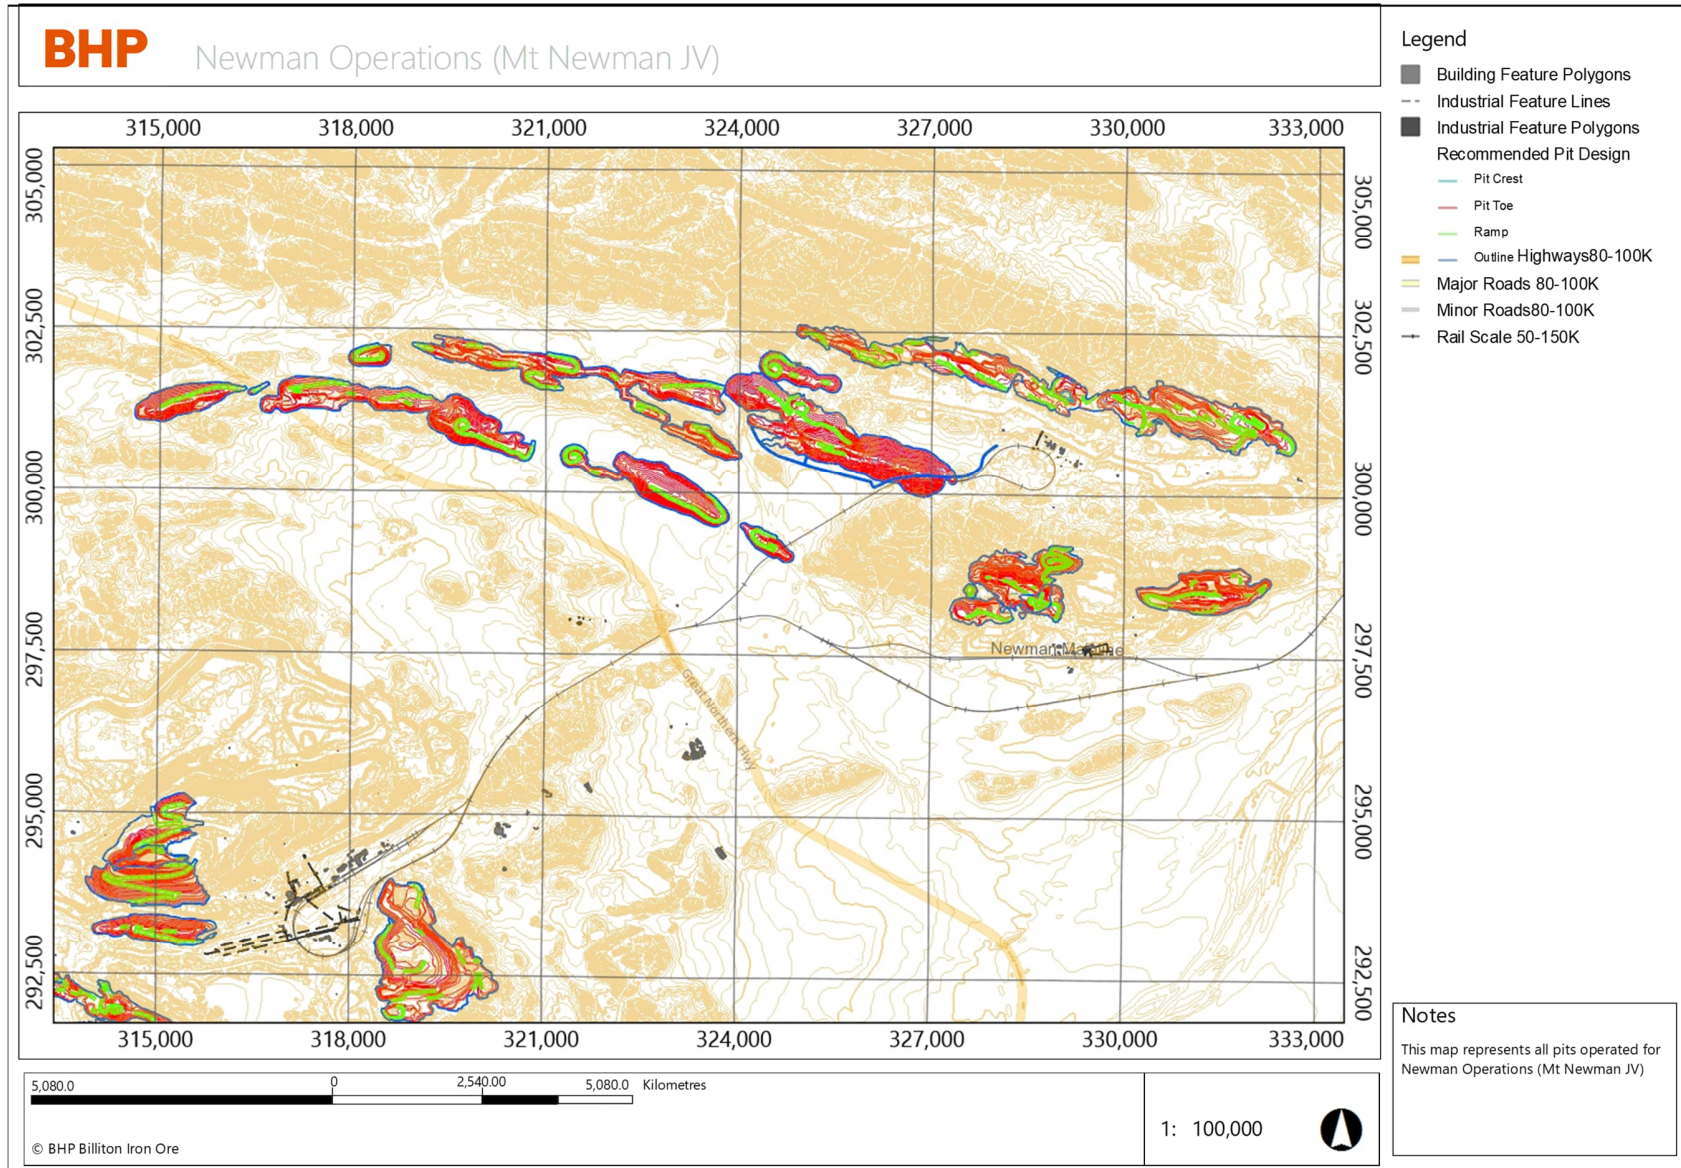 BHP
Newman Operations (Mt Newman JV)
315,000 318,000 321,000 324,000 327,000 330,000 333,000
305,000
302,500
300,000
297,500
295,000
292,500
305,000
302,500
300,000
297,500
295,000
292,500
Great Northern Hwy
315,000 318,000 321,000 324,000 327,000 330,000 333,000
5,080.0 0 2,540.00 5,080.0 Kilometres
© BHP Billiton Iron Ore
1: 100,000
Legend
Building Feature Polygons
Industrial Feature Lines
Industrial Feature Polygons
Recommended Pit Design
Pit Crest
Pit Toe
Ramp
Outline Highways80-100K
Major Roads 80-100K
Minor Roads80-100K
Rail Scale 50-150K
Notes
This map represents all pits operated for
Newman Operations (Mt Newman JV)
Newman